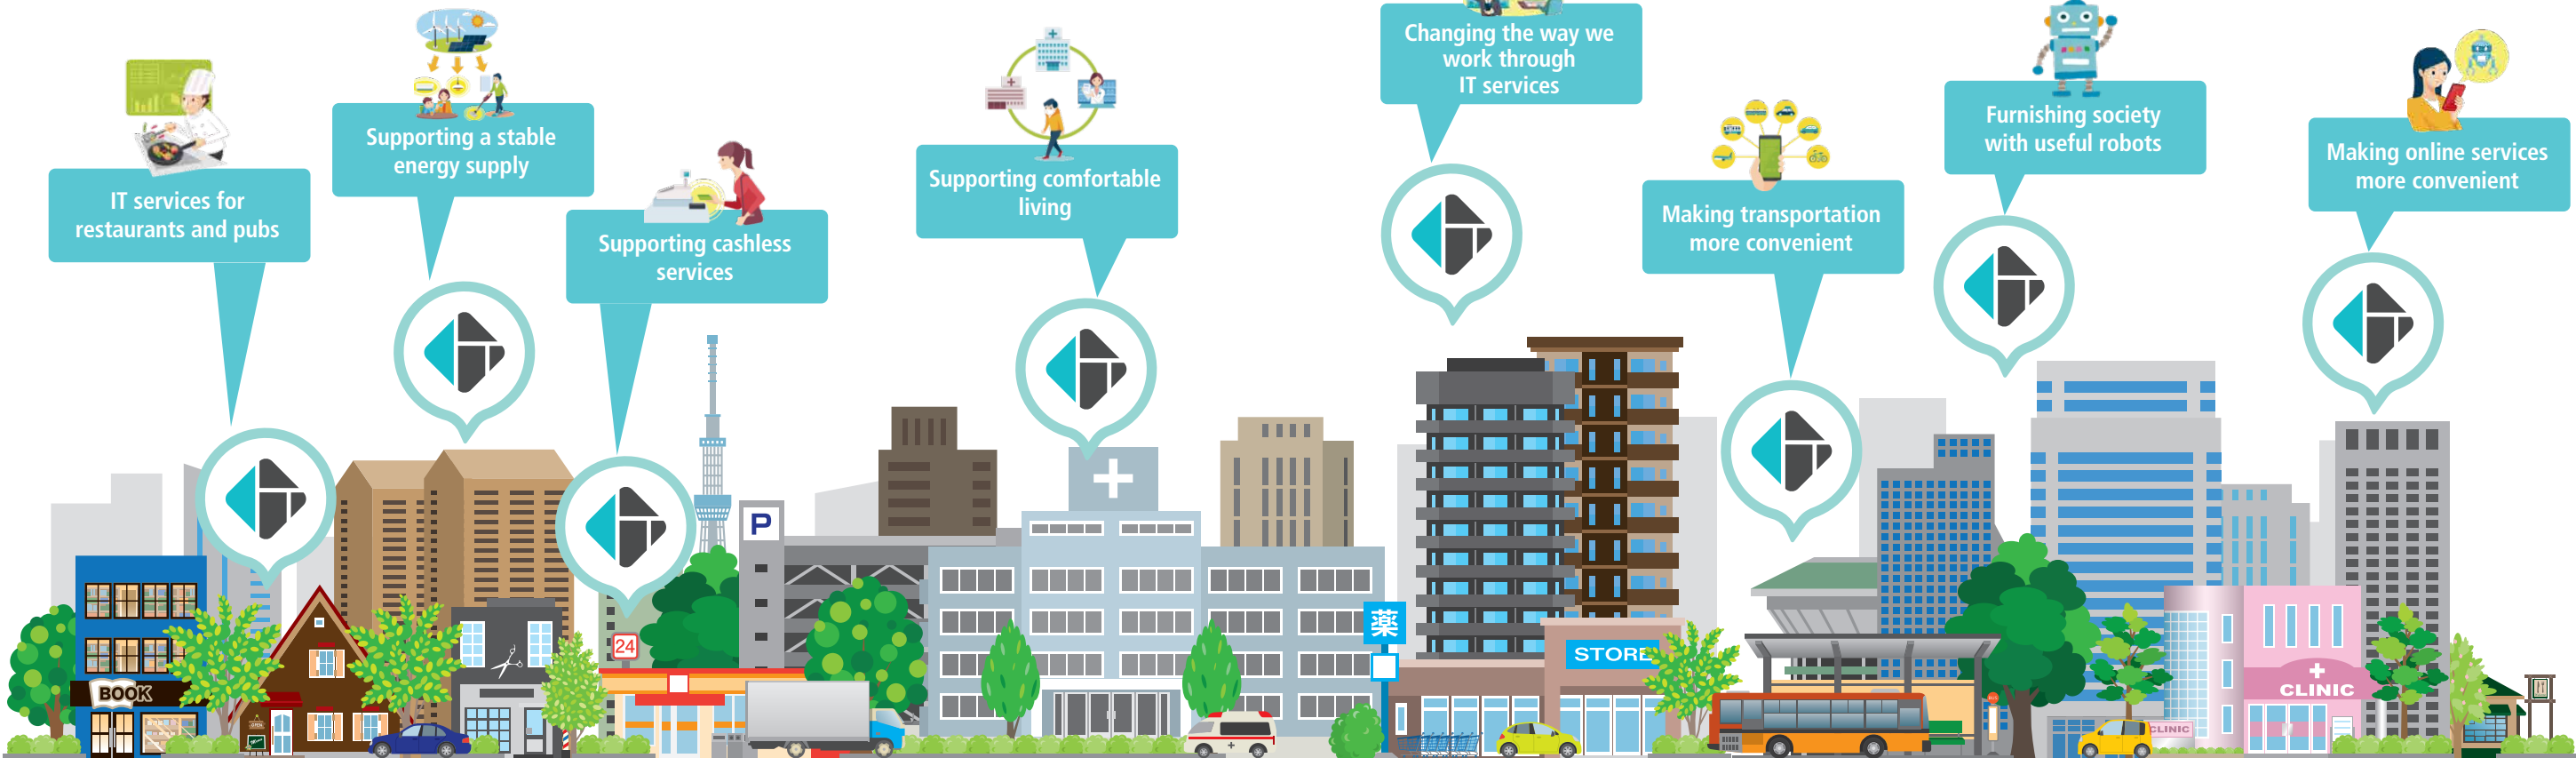 IT services for
restaurants and pubs
Supporting a stable
energy supply
Supporting cashless
services
Supporting comfortable
living
Changing the way we
work through
IT services
Making transportation
more convenient
Furnishing society
with useful robots
Making online services
more convenient
BOOK
24
P
薬
STORE
CLINIC
CLINIC